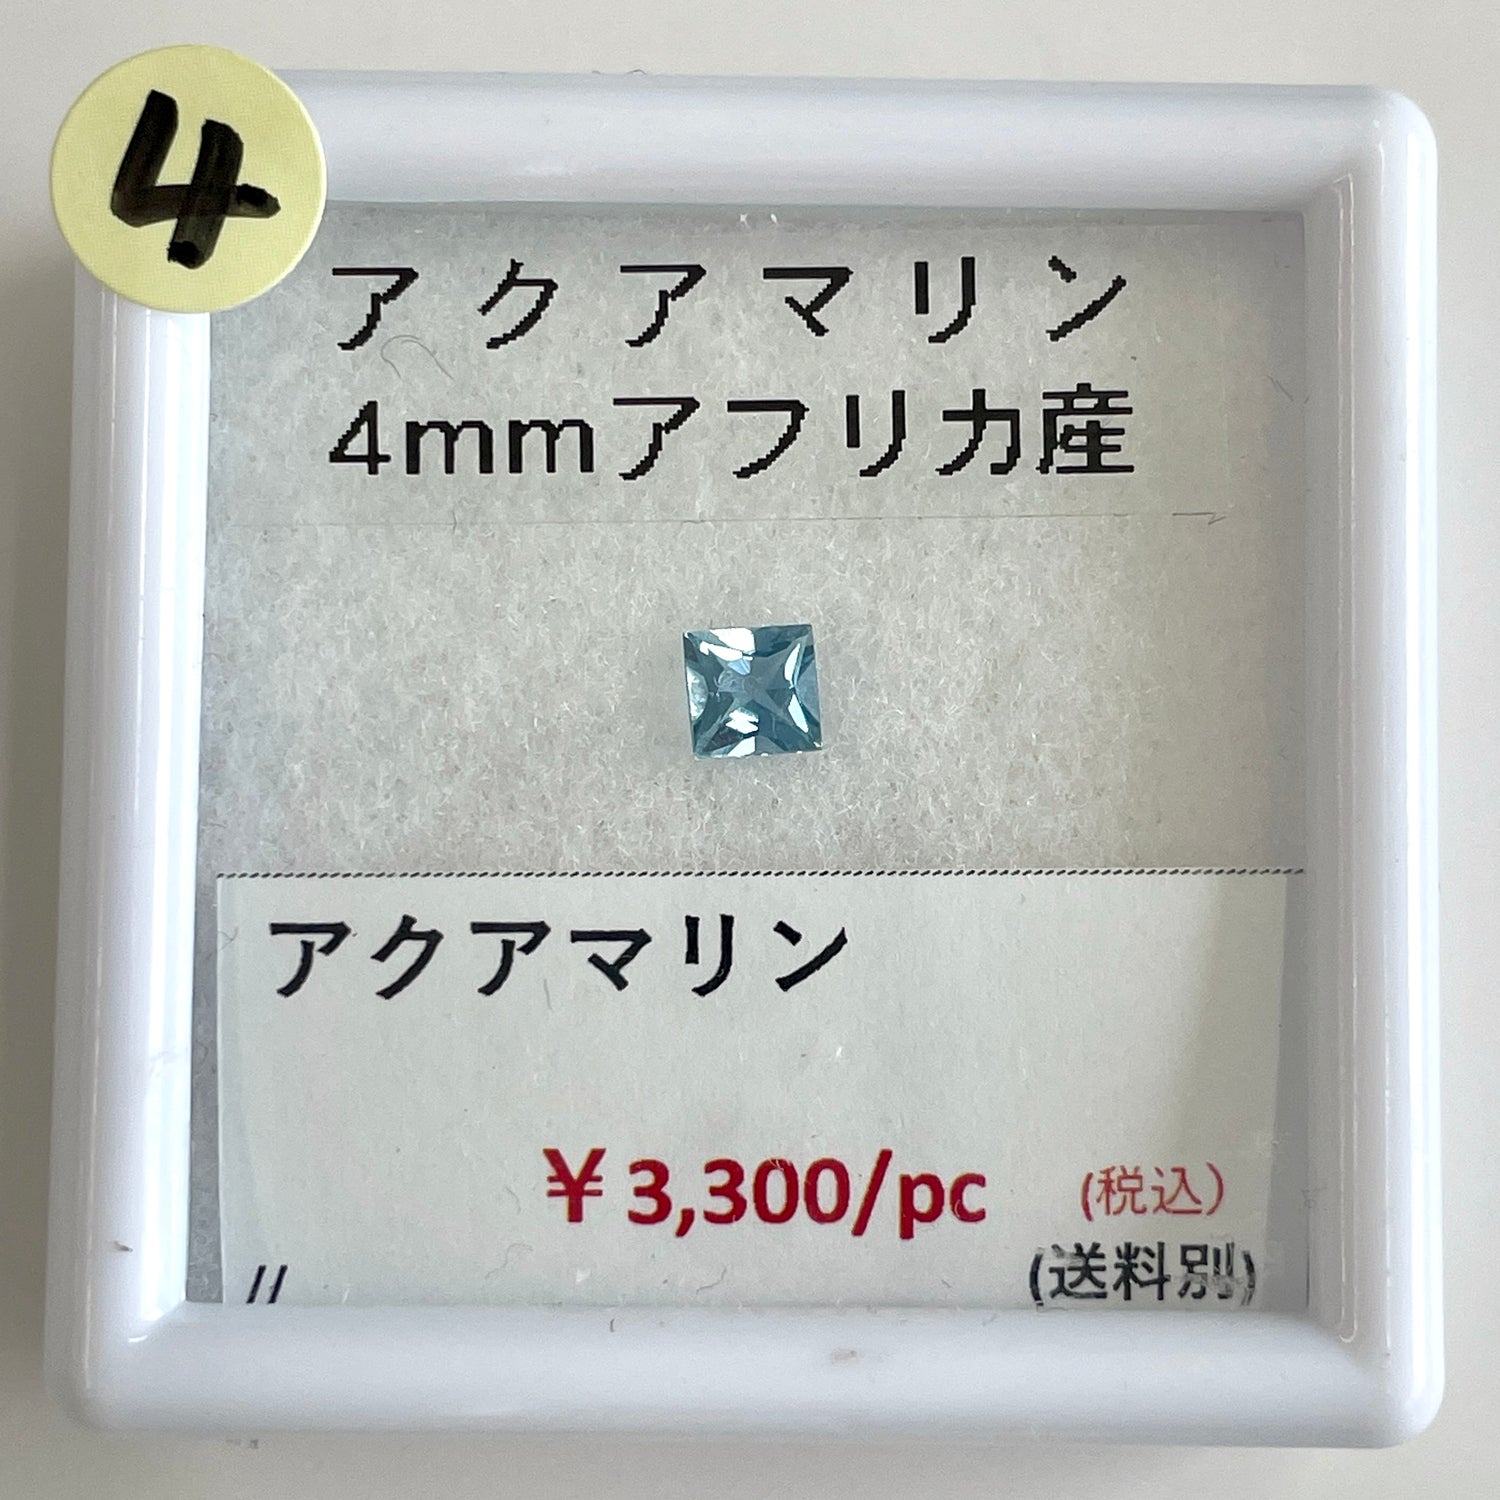 4
アクアマリン
4mmアフリカ産
アクアマリン
¥3,300/pc (税込)
(送料別)
//